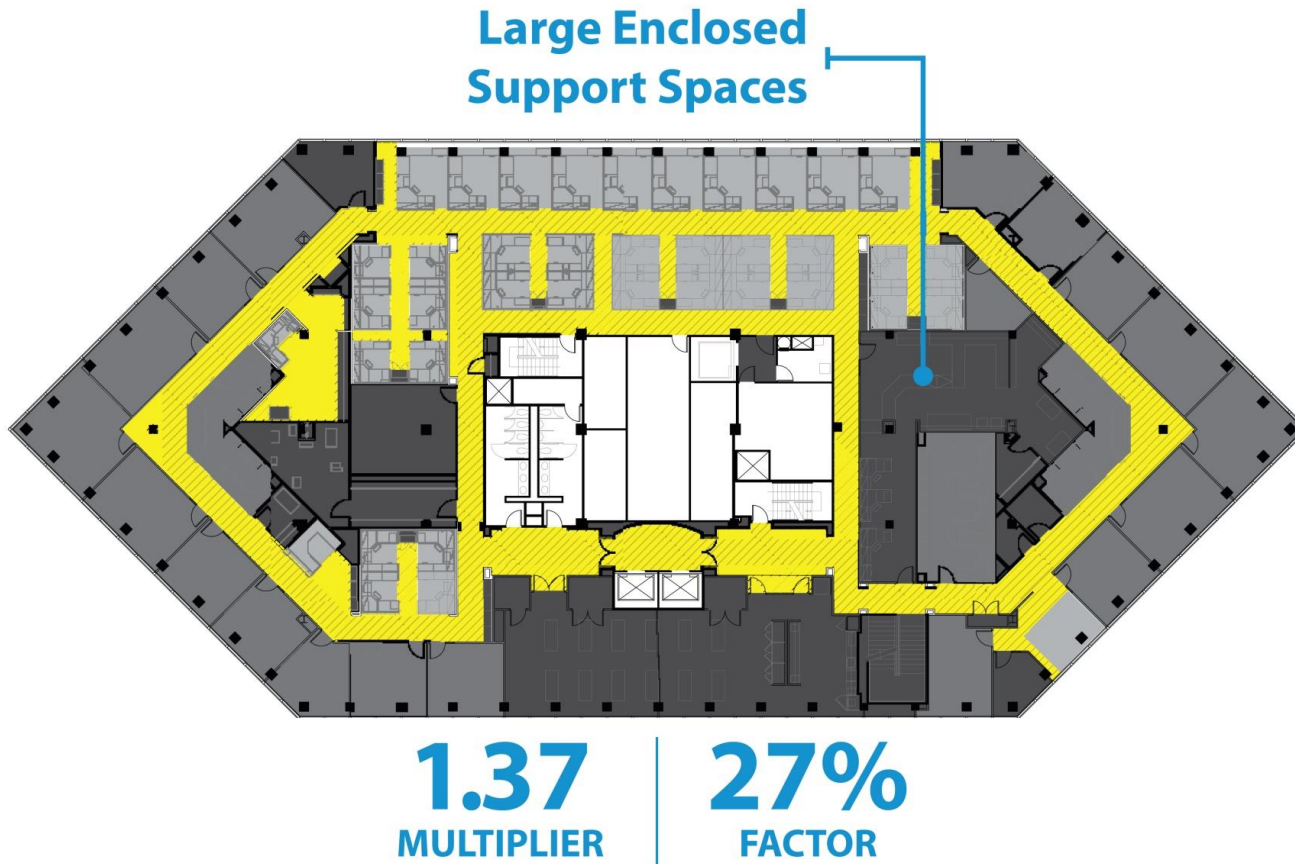 Large Enclosed
Support Spaces
1.37
MULTIPLIER
27%
FACTOR